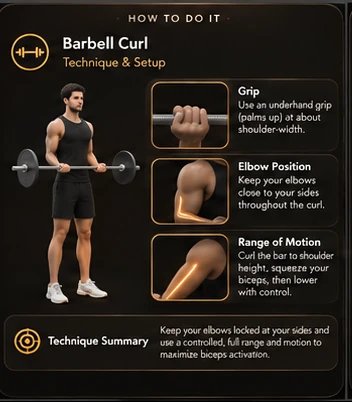 HOW TO DO IT
Barbell Curl
Technique & Setup
Grip
Use an underhand grip
(palms up) at about
shoulder-width.
Elbow Position
Keep your elbows
close to your sides
throughout the curl.
Range of Motion
Curl the bar to shoulder
height, squeeze your
biceps, then lower
with control.
Technique Summary
Keep your elbows locked at your sides and
use a controlled, full range and motion to
maximize biceps activation.